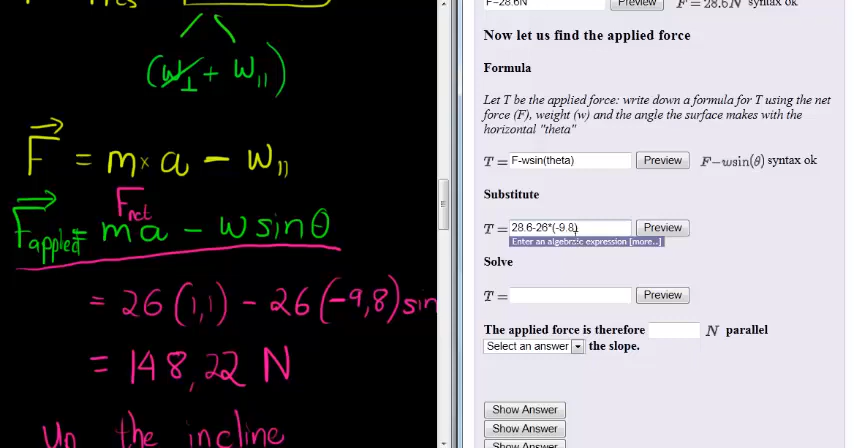 (w⊥ + w||)
F = m × a - w||
Fnet
Fapplied = ma - w sin θ
= 26 (1,1) - 26 (-9,8) sin
= 148,22 N
Up the incline
F=28.6N Preview F = 28.6N syntax ok
Now let us find the applied force
Formula
Let T be the applied force: write down a formula for T using the net
force (F), weight (w) and the angle the surface makes with the
horizontal "theta"
T = F-wsin(theta) Preview F-wsin(θ) syntax ok
Substitute
T = 28.6-26*(-9.8) Preview
Enter an algebraic expression [more..]
Solve
T = Preview
The applied force is therefore N parallel
Select an answer the slope.
Show Answer
Show Answer